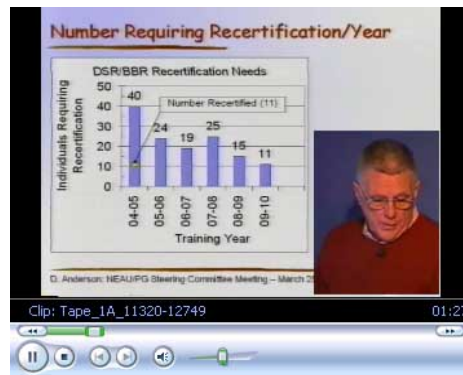 Number Requiring Recertification/Year
DSR/BBR Recertification Needs
Individuals Requiring
Recertification
50
40
30
20
10
0
40
24
19
25
15
11
Number Recertified (11)
04-05
05-06
06-07
07-08
08-09
09-10
Training Year
D. Anderson: NEAU/PG Steering Committee Meeting – March 2
Clip: Tape_1A_11320-12749
01:2